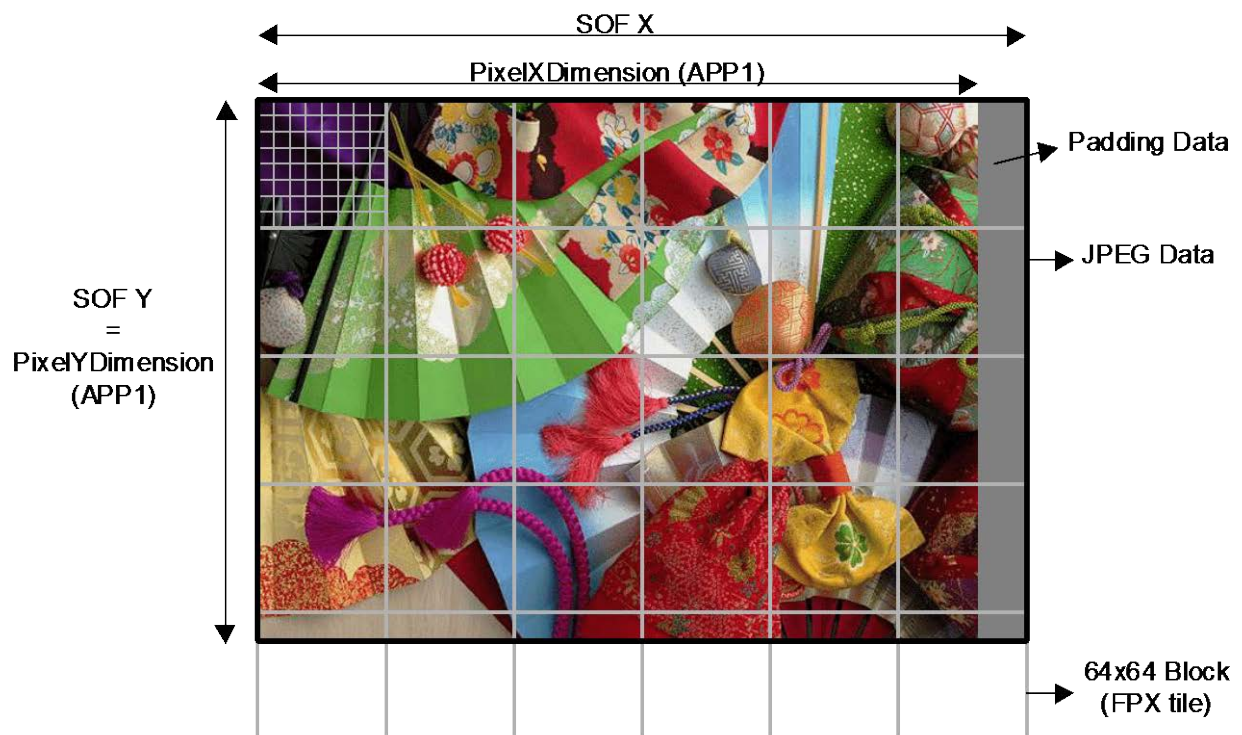 SOF X
PixelXDimension (APP1)
Padding Data
JPEG Data
SOF Y
=
PixelYDimension
(APP1)
64x64 Block
(FPX tile)